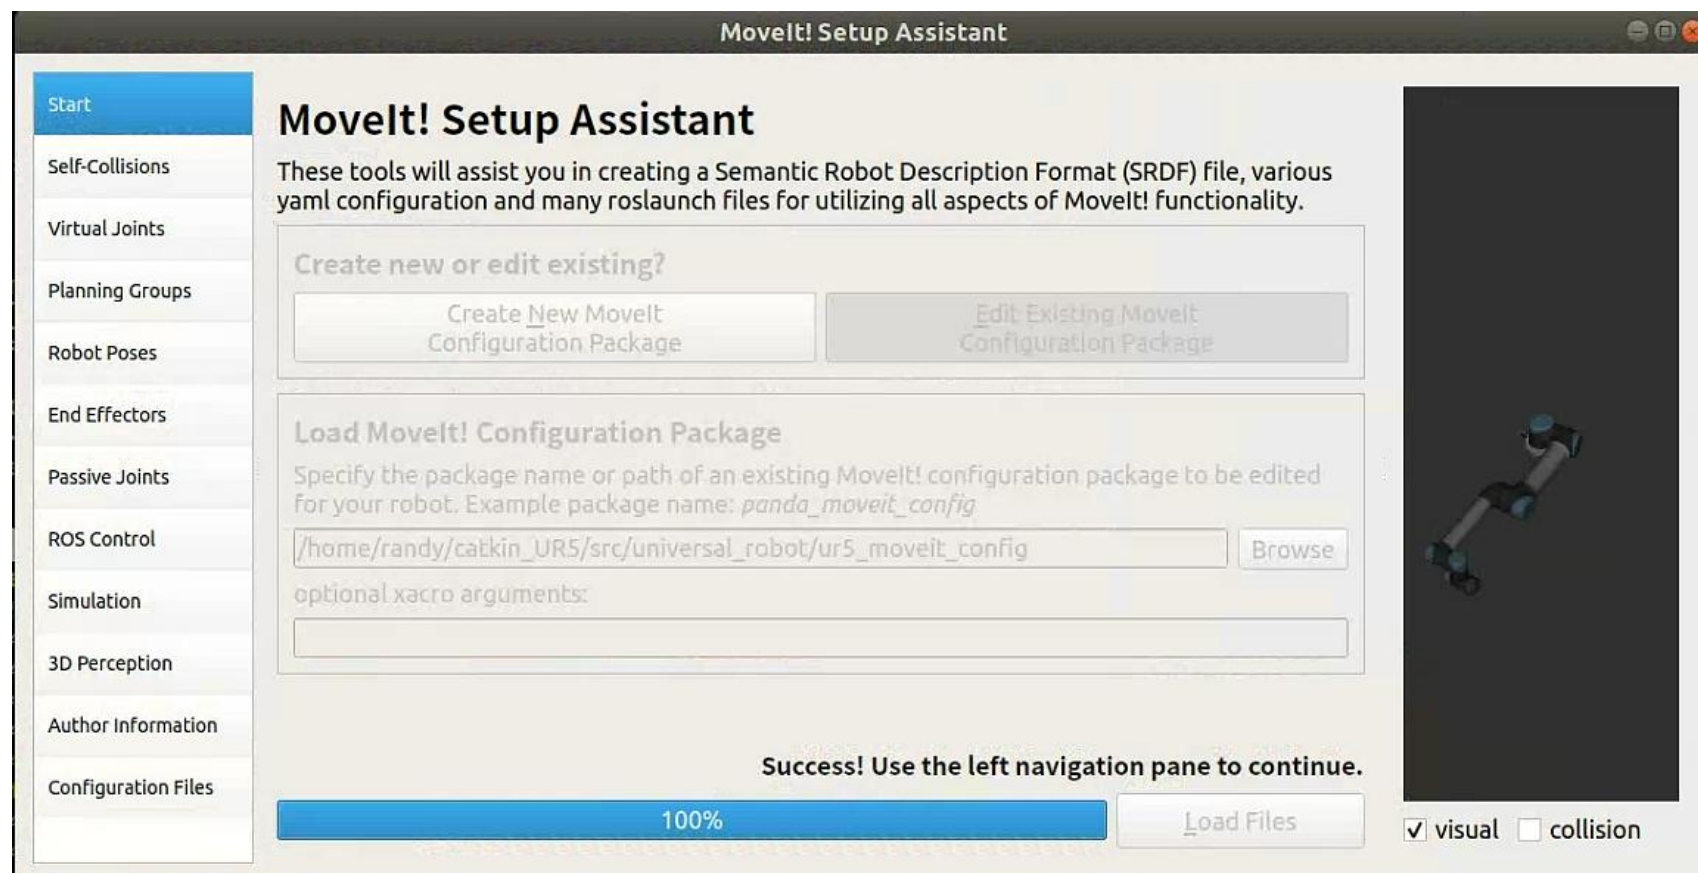 MoveIt! Setup Assistant
Start
Self-Collisions
Virtual Joints
Planning Groups
Robot Poses
End Effectors
Passive Joints
ROS Control
Simulation
3D Perception
Author Information
Configuration Files
MoveIt! Setup Assistant
These tools will assist you in creating a Semantic Robot Description Format (SRDF) file, various
yaml configuration and many roslaunch files for utilizing all aspects of MoveIt! functionality.
Create new or edit existing?
Create New MoveIt
Configuration Package
Edit Existing MoveIt
Configuration Package
Load MoveIt! Configuration Package
Specify the package name or path of an existing MoveIt! configuration package to be edited
for your robot. Example package name: panda_moveit_config
/home/randy/catkin_UR5/src/universal_robot/ur5_moveit_config
Browse
optional xacro arguments:
Success! Use the left navigation pane to continue.
100%
Load Files
visual
collision